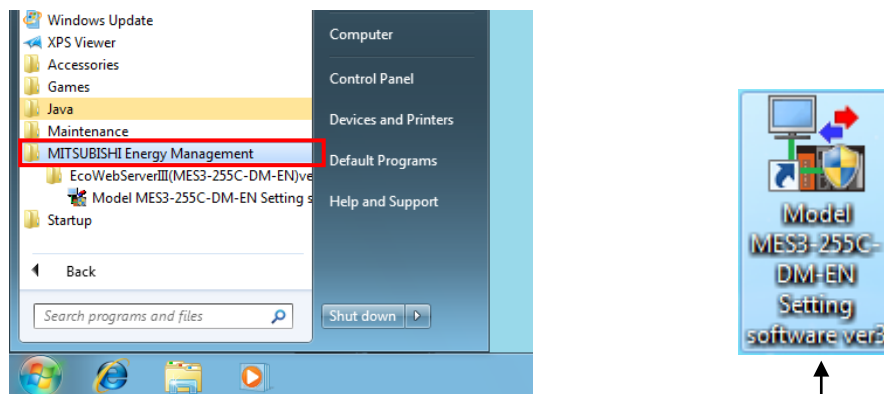 Windows Update
XPS Viewer
Accessories
Games
Java
Maintenance
MITSUBISHI Energy Management
EcoWebServerIII(MES3-255C-DM-EN)ve
Model MES3-255C-DM-EN Setting s
Startup
Back
Search programs and files
Computer
Control Panel
Devices and Printers
Default Programs
Help and Support
Shut down
Model
MES3-255C-
DM-EN
Setting
software ver3